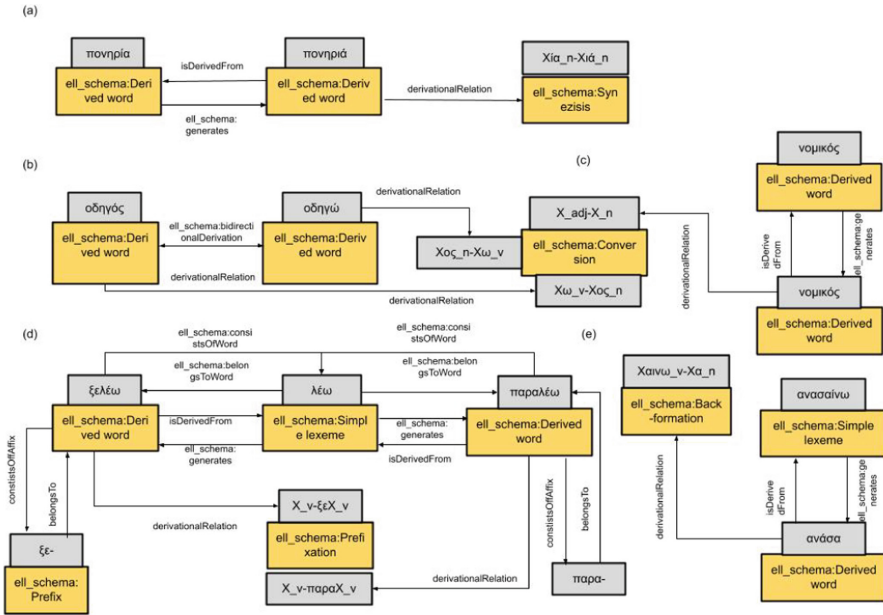 (a)
πονηρία
ell_schema:Deri
ved word
isDerivedFrom
ell_schema:
generates
πονηριά
ell_schema:Deriv
ed word
derivationalRelation
Χία_n-Χιά_n
ell_schema:Syn
ezisis
(b)
οδηγός
ell_schema:Deri
ved word
ell_schema:bidirecti
onalDerivation
οδηγώ
ell_schema:Deriv
ed word
derivationalRelation
derivationalRelation
derivationalRelation
Χος_n-Χω_v
(c)
X_adj-X_n
ell_schema:Conver
sion
Χω_v-Χος_n
derivationalRelation
νομικός
ell_schema:Derived
word
isDerive
dFrom
ell_schema:ge
nerates
νομικός
ell_schema:Derived
word
(d)
ell_schema:consi
stsOfWord
ell_schema:consi
stsOfWord
ell_schema:belon
gsToWord
ell_schema:belon
gsToWord
ξελέω
ell_schema:Deri
ved word
isDerivedFrom
ell_schema:
generates
λέω
ell_schema:Simpl
e lexeme
ell_schema:
generates
isDerivedFrom
παραλέω
ell_schema:Derived
word
constistsOffAffix
belongsTo
ξε-
ell_schema:
Prefix
derivationalRelation
X_v-ξεX_v
ell_schema:Prefi
xation
X_v-παραX_v
derivationalRelation
constistsOffAffix
belongsTo
παρα-
(e)
Χαινω_v-Χα_n
ell_schema:Back
-formation
derivationalRelation
ανασαίνω
ell_schema:Simple
lexeme
isDerive
dFrom
ell_schema:ge
nerates
ανάσα
ell_schema:Derived
word